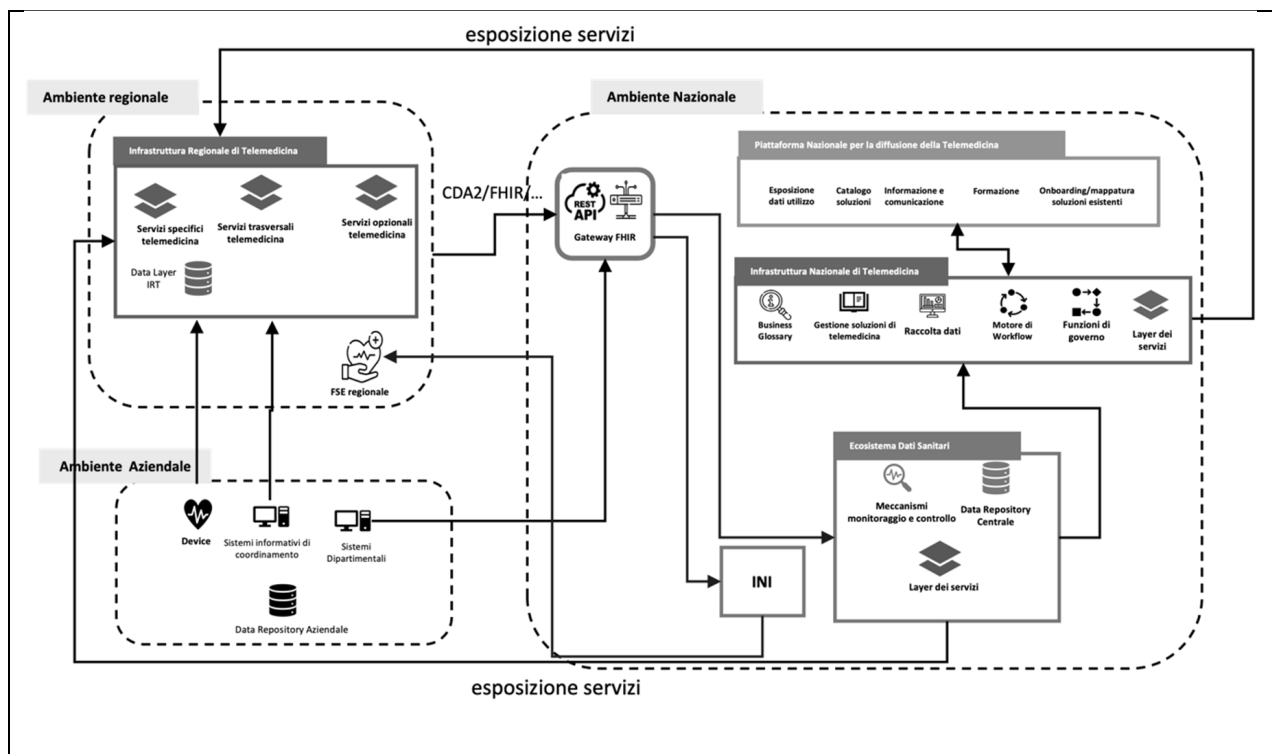 esposizione servizi
Ambiente regionale
Infrastruttura Regionale di Telemedicina
Servizi specifici
telemedicina
Servizi trasversali
telemedicina
Servizi opzionali
telemedicina
Data Layer
IRT
FSE regionale
CDA2/FHIR/...
Ambiente Aziendale
Device
Sistemi informativi di
coordinamento
Sistemi
Dipartimentali
Data Repository Aziendale
Ambiente Nazionale
REST
API
Gateway FHIR
Piattaforma Nazionale per la diffusione della Telemedicina
Esposizione
dati utilizzo
Catalogo
soluzioni
Informazione e
comunicazione
Formazione
Onboarding/mappatura
soluzioni esistenti
Infrastruttura Nazionale di Telemedicina
Business
Glossary
Gestione soluzioni di
telemedicina
Raccolta dati
Motore di
Workflow
Funzioni di
governo
Layer dei
servizi
Ecosistema Dati Sanitari
Meccanismi
monitoraggio e controllo
Data Repository
Centrale
Layer dei servizi
INI
esposizione servizi